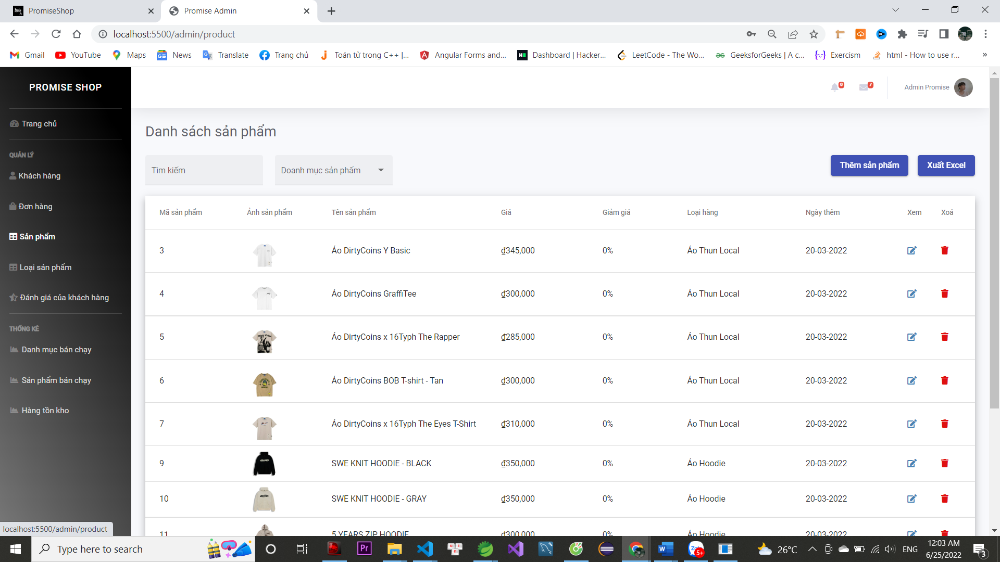 PromiseShop
Promise Admin
localhost:5500/admin/product
Gmail
YouTube
Maps
News
Translate
Trang chủ
Toán tử trong C++ |...
Angular Forms and...
Dashboard | Hacker...
LeetCode - The Wo...
GeeksforGeeks | A c...
Exercism
html - How to use r...
»
PROMISE SHOP
0
7
Admin Promise
Trang chủ
QUẢN LÝ
Khách hàng
Đơn hàng
Sản phẩm
Loại sản phẩm
Đánh giá của khách hàng
THỐNG KÊ
Danh mục bán chạy
Sản phẩm bán chạy
Hàng tồn kho
Danh sách sản phẩm
Tìm kiếm
Doanh mục sản phẩm
Thêm sản phẩm
Xuất Excel
Mã sản phẩm Ảnh sản phẩm Tên sản phẩm Giá Giảm giá Loại hàng Ngày thêm Xem Xoá
3 Áo DirtyCoins Y Basic ₫345,000 0% Áo Thun Local 20-03-2022
4 Áo DirtyCoins GraffiTee ₫300,000 0% Áo Thun Local 20-03-2022
5 Áo DirtyCoins x 16Typh The Rapper ₫285,000 0% Áo Thun Local 20-03-2022
6 Áo DirtyCoins BOB T-shirt - Tan ₫300,000 0% Áo Thun Local 20-03-2022
7 Áo DirtyCoins x 16Typh The Eyes T-Shirt ₫310,000 0% Áo Thun Local 20-03-2022
9 SWE KNIT HOODIE - BLACK ₫350,000 0% Áo Hoodie 20-03-2022
10 SWE KNIT HOODIE - GRAY ₫350,000 0% Áo Hoodie 20-03-2022
11 5 YEARS ZIP HOODIE ₫300,000 0% Áo Hoodie 20-03-2022
localhost:5500/admin/product
Type here to search
Pr
5+
26°C
ENG
12:03 AM
6/25/2022
3